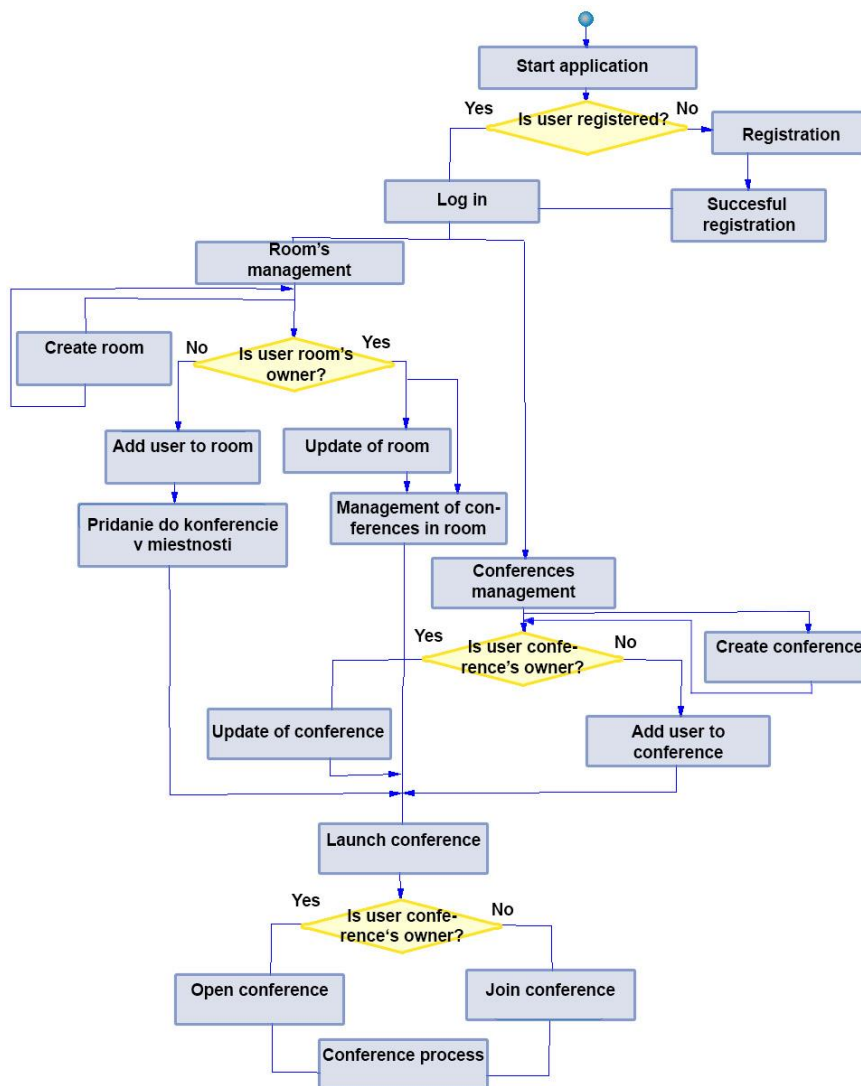 Start application
Yes
Is user registered?
No
Registration
Log in
Succesful
registration
Room's
management
Create room
No
Is user room's
owner?
Yes
Add user to room
Update of room
Pridanie do konferencie
v miestnosti
Management of con-
ferences in room
Conferences
management
Yes
Is user confe-
rence's owner?
No
Create conference
Update of conference
Add user to
conference
Launch conference
Yes
Is user confe-
rence‘s owner?
No
Open conference
Join conference
Conference process